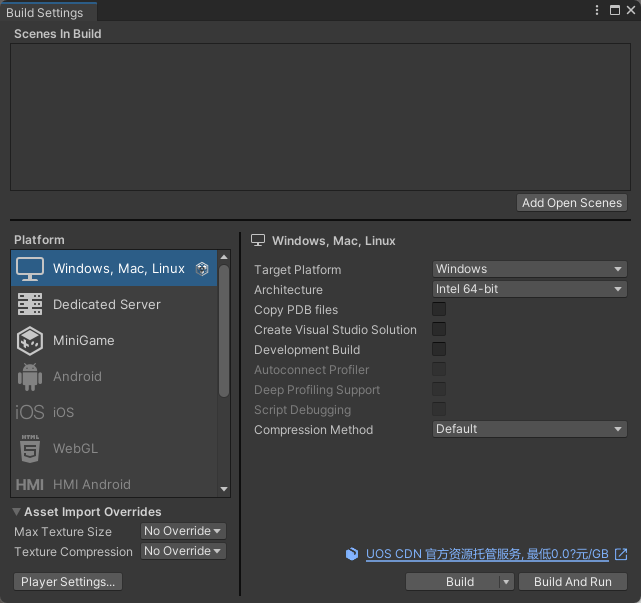 Build Settings
Scenes In Build
Add Open Scenes
Platform
Windows, Mac, Linux
Dedicated Server
MiniGame
Android
iOS iOS
HTML 5 WebGL
HMI HMI Android
Asset Import Overrides
Max Texture Size No Override
Texture Compression No Override
Player Settings...
Windows, Mac, Linux
Target Platform Windows
Architecture Intel 64-bit
Copy PDB files
Create Visual Studio Solution
Development Build
Autoconnect Profiler
Deep Profiling Support
Script Debugging
Compression Method Default
UOS CDN 官方资源托管服务, 最低0.0?元/GB
Build Build And Run